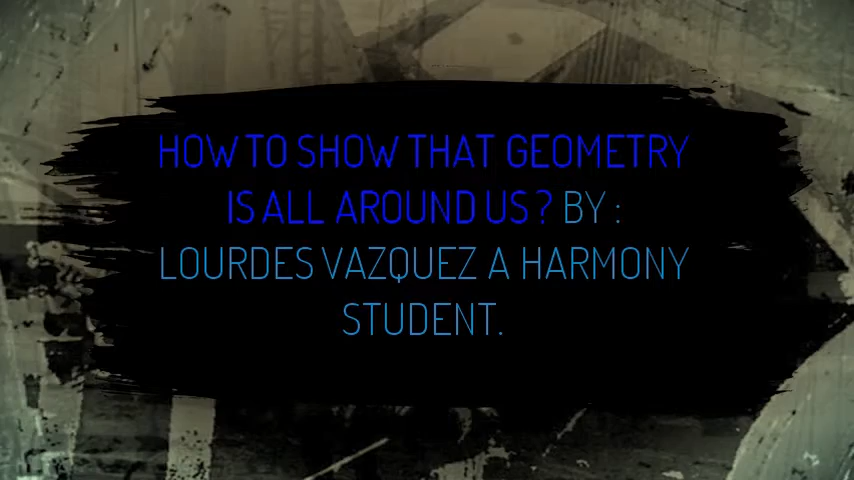 HOW TO SHOW THAT GEOMETRY
IS ALL AROUND US ? BY :
LOURDES VAZQUEZ A HARMONY
STUDENT.